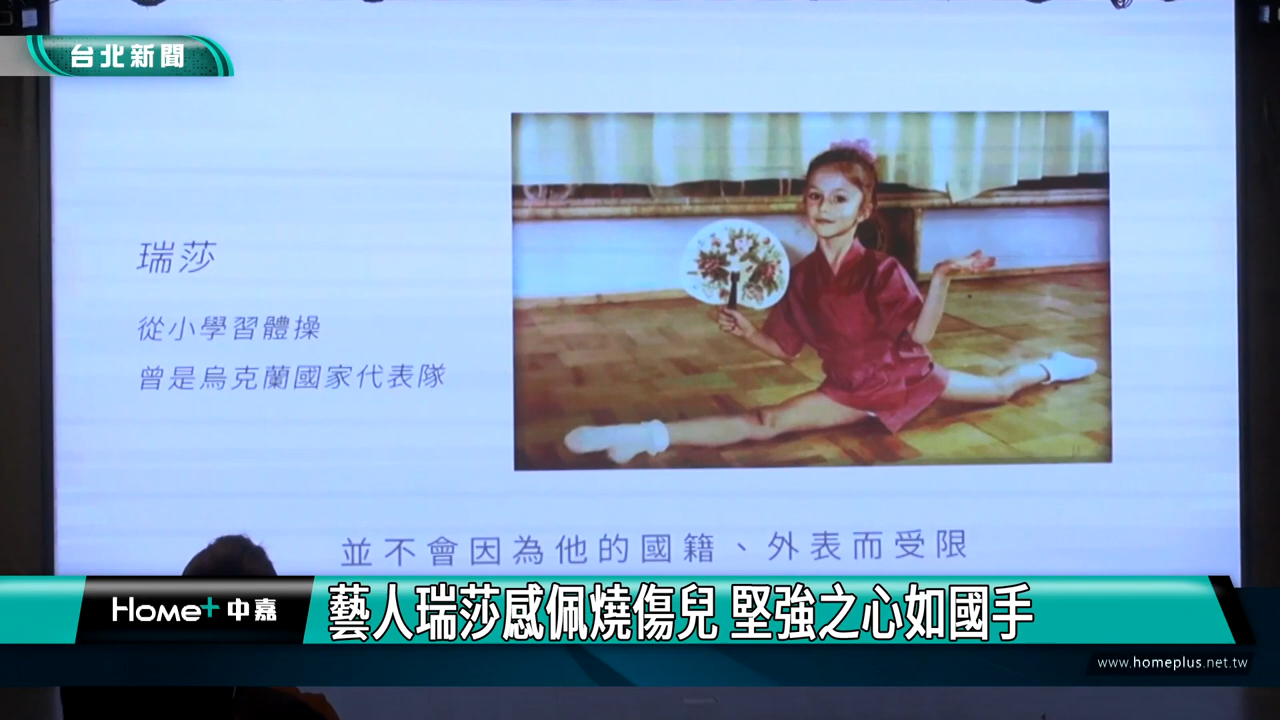 台北新聞
瑞莎
從小學習體操
曾是烏克蘭國家代表隊
並不會因為他的國籍、外表而受限
Home+ 中嘉
藝人瑞莎感佩燒傷兒 堅強之心如國手
www.homeplus.net.tw